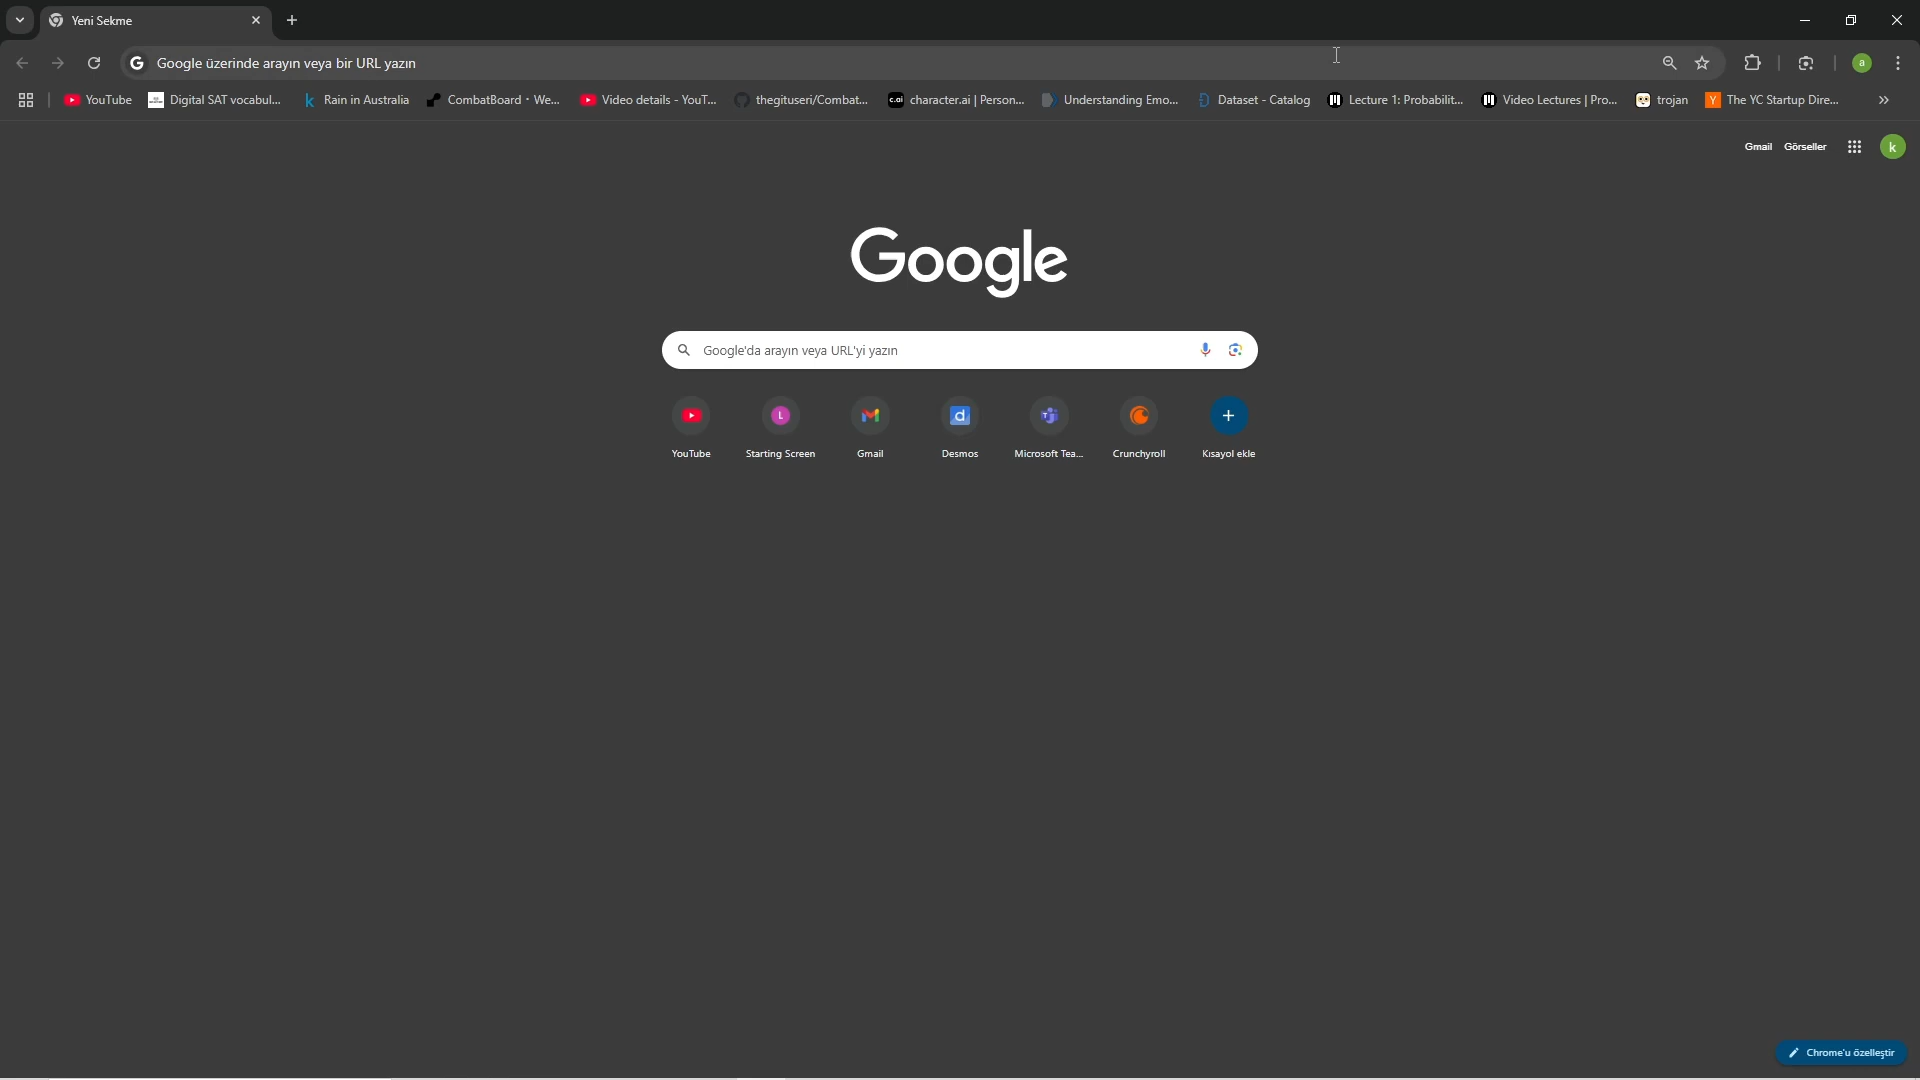 Yeni Sekme
Google üzerinde arayın veya bir URL yazın
a
YouTube
Digital SAT vocabul...
Rain in Australia
CombatBoard · We...
Video details - YouT...
thegituseri/Combat...
c.ai character.ai | Person...
Understanding Emo...
Dataset - Catalog
Lecture 1: Probabilit...
Video Lectures | Pro...
trojan
Y The YC Startup Dire...
Gmail Görseller
k
Google
Google'da arayın veya URL'yi yazın
L
YouTube
Starting Screen
Gmail
Desmos
Microsoft Tea...
Crunchyroll
Kısayol ekle
Chrome'u özelleştir